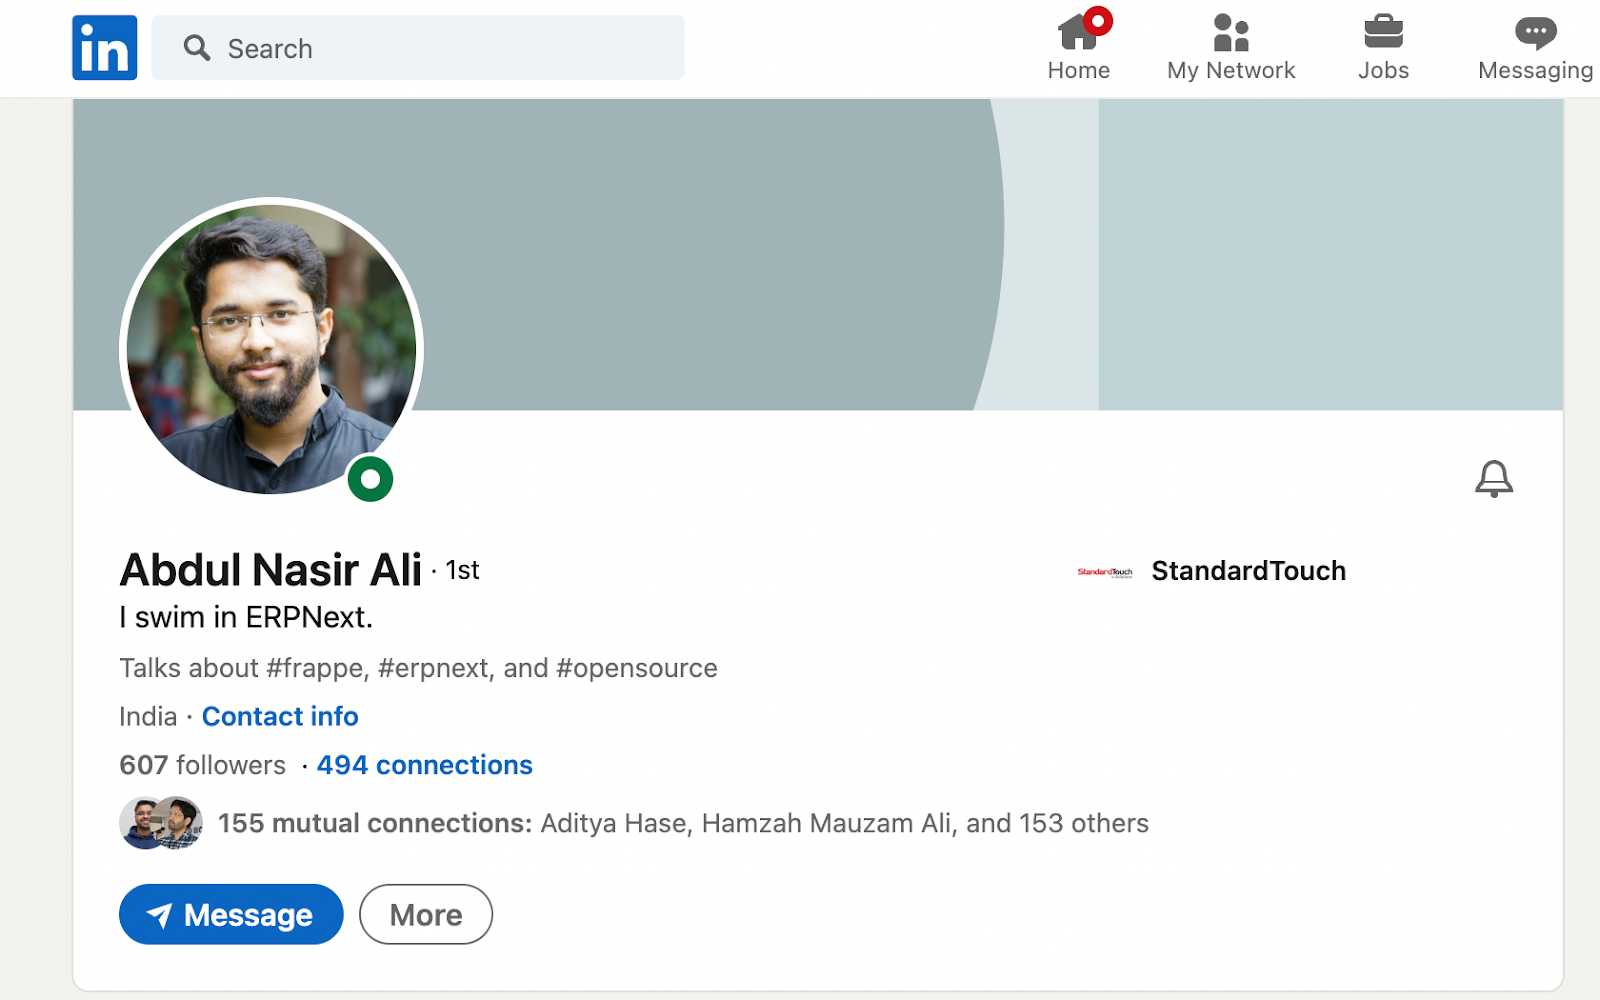 in
Search
Home
My Network
Jobs
Messaging
Abdul Nasir Ali · 1st
StandardTouch
StandardTouch
I swim in ERPNext.
Talks about #frappe, #erpnext, and #opensource
India · Contact info
607 followers · 494 connections
155 mutual connections: Aditya Hase, Hamzah Mauzam Ali, and 153 others
Message
More